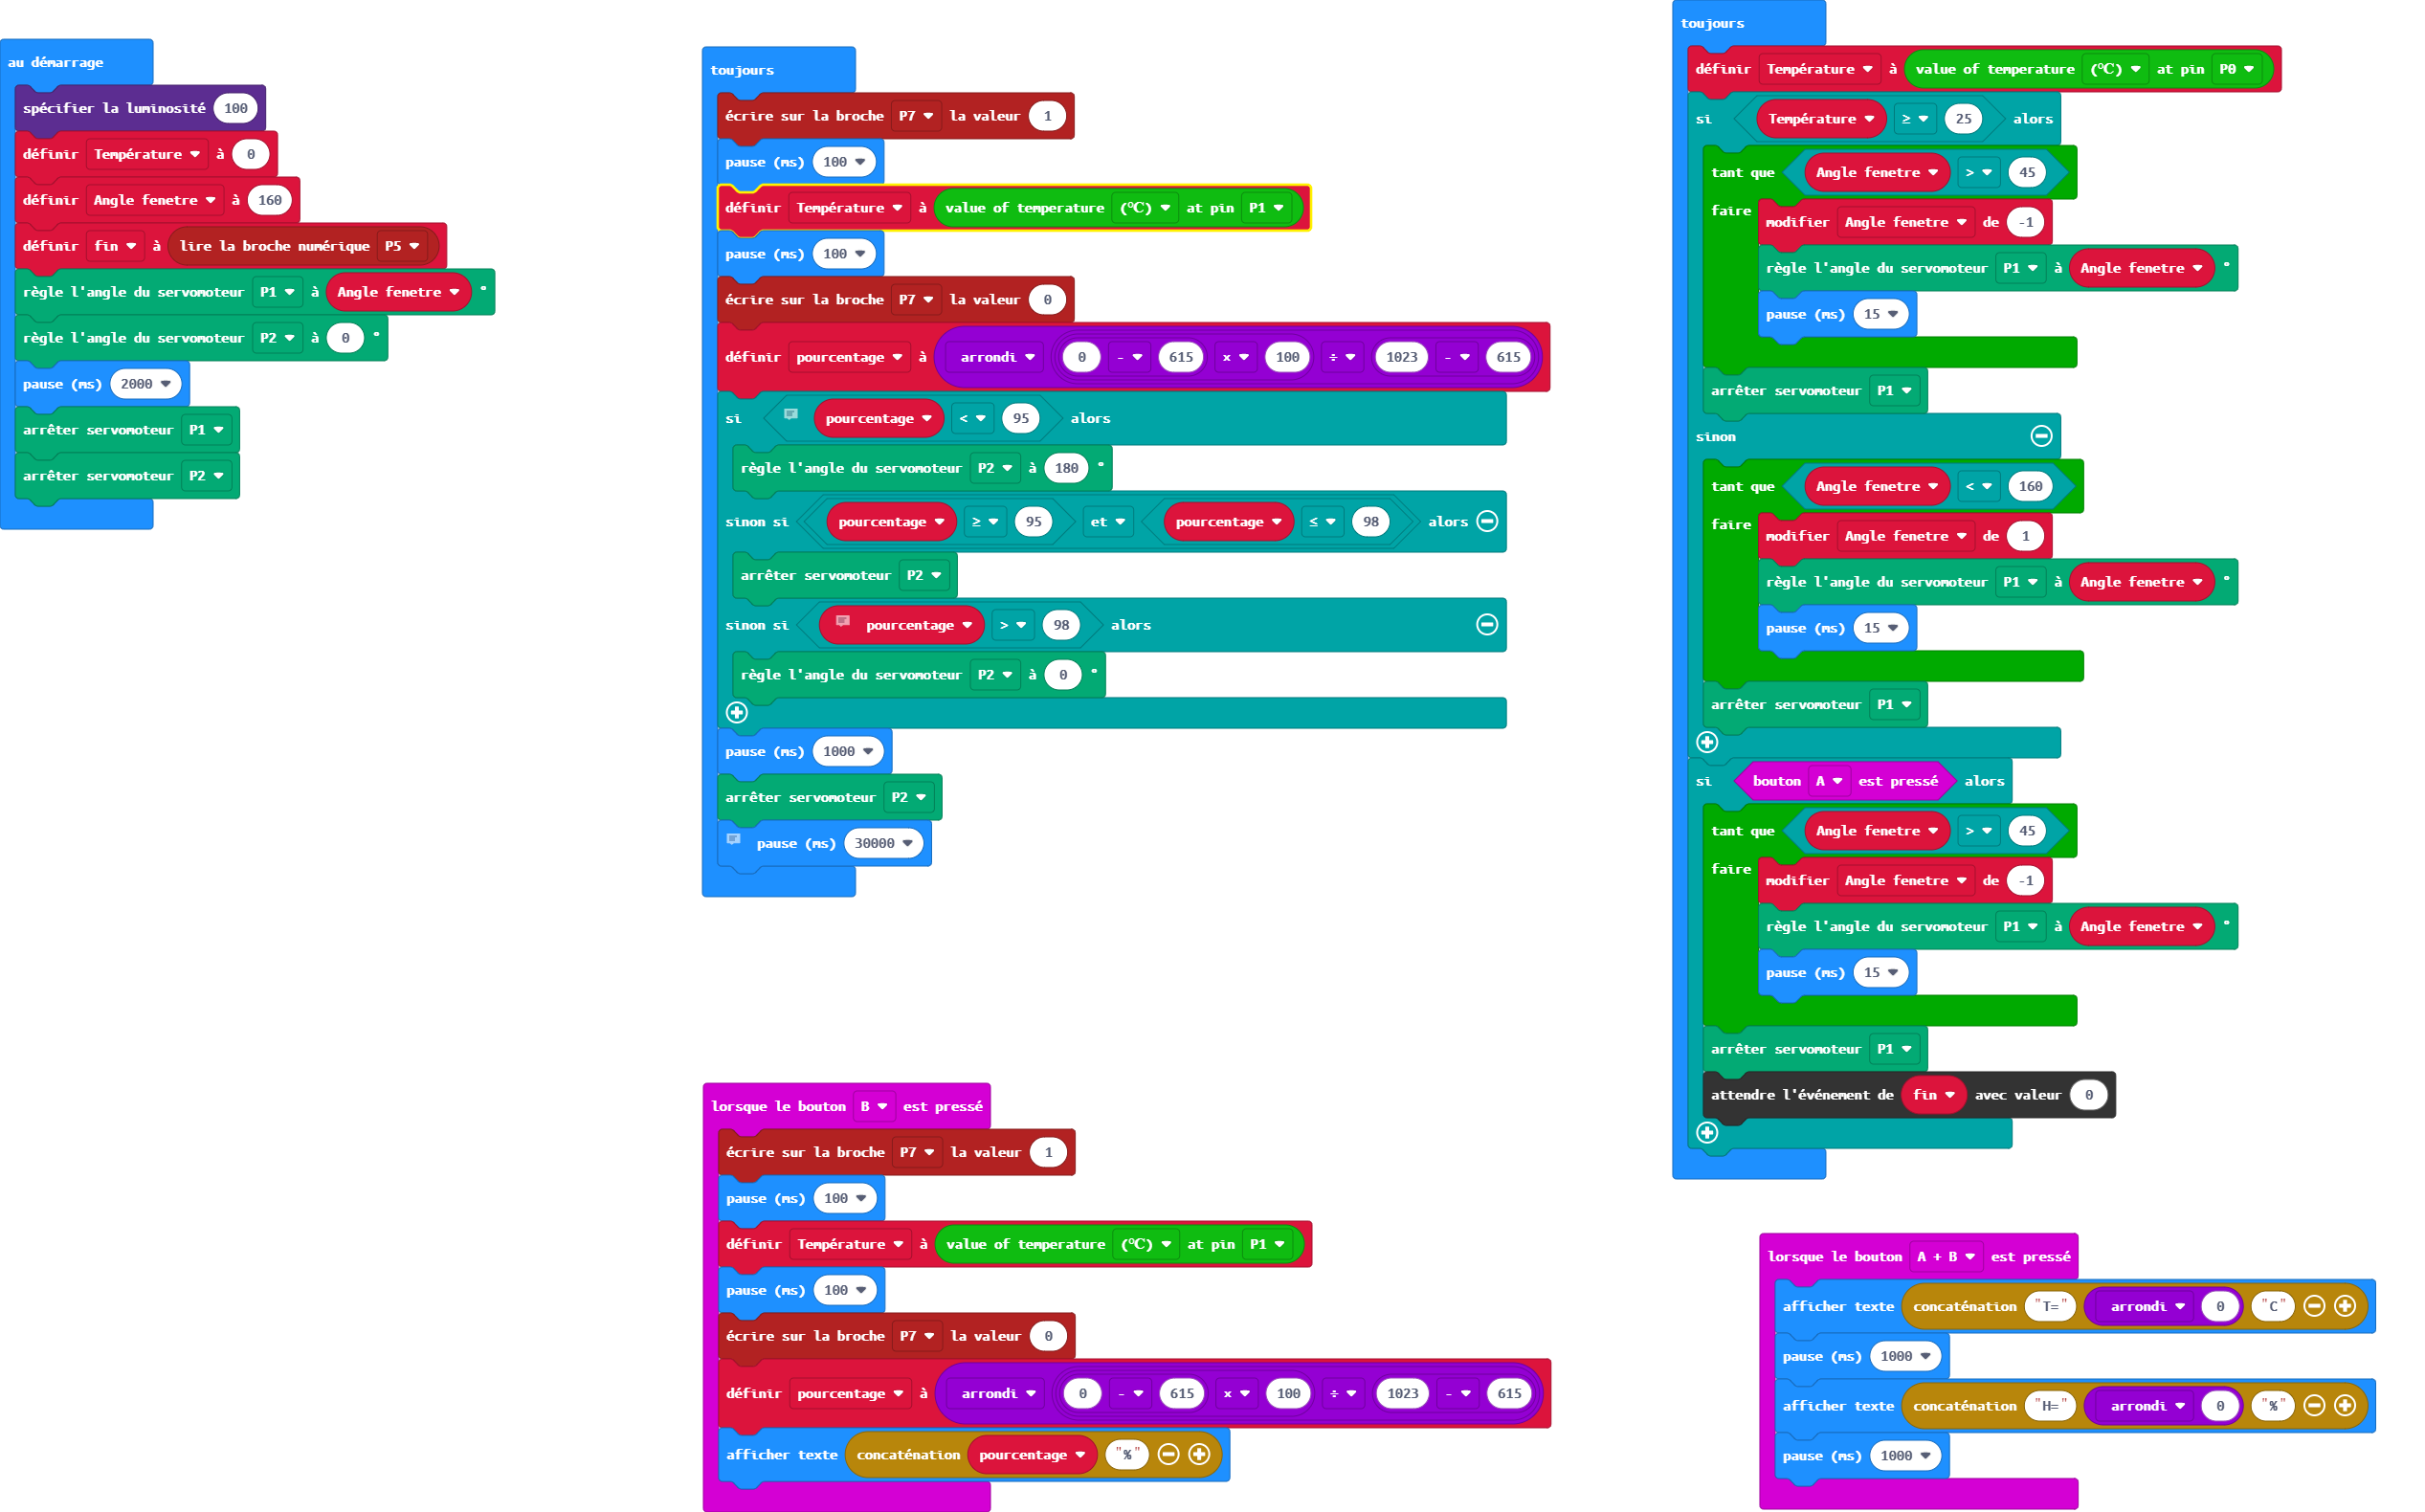 au démarrage
spécifier la luminosité 100
définir Température à 0
définir Angle fenetre à 160
définir fin à lire la broche numérique P5
règle l'angle du servomoteur P1 à Angle fenetre °
règle l'angle du servomoteur P2 à 0 °
pause (ms) 2000
arrêter servomoteur P1
arrêter servomoteur P2
toujours
écrire sur la broche P7 la valeur 1
pause (ms) 100
définir Température à value of temperature (℃) at pin P1
pause (ms) 100
écrire sur la broche P7 la valeur 0
définir pourcentage à arrondi 0 - 615 x 100 ÷ 1023 - 615
si pourcentage < 95 alors
règle l'angle du servomoteur P2 à 180 °
sinon si pourcentage ≥ 95 et pourcentage ≤ 98 alors
arrêter servomoteur P2
sinon si pourcentage > 98 alors
règle l'angle du servomoteur P2 à 0 °
pause (ms) 1000
arrêter servomoteur P2
pause (ms) 30000
lorsque le bouton B est pressé
écrire sur la broche P7 la valeur 1
pause (ms) 100
définir Température à value of temperature (℃) at pin P1
pause (ms) 100
écrire sur la broche P7 la valeur 0
définir pourcentage à arrondi 0 - 615 x 100 ÷ 1023 - 615
afficher texte concaténation pourcentage "%"
toujours
définir Température à value of temperature (℃) at pin P0
si Température ≥ 25 alors
tant que Angle fenetre > 45
faire modifier Angle fenetre de -1
règle l'angle du servomoteur P1 à Angle fenetre °
pause (ms) 15
arrêter servomoteur P1
sinon
tant que Angle fenetre < 160
faire modifier Angle fenetre de 1
règle l'angle du servomoteur P1 à Angle fenetre °
pause (ms) 15
arrêter servomoteur P1
si bouton A est pressé alors
tant que Angle fenetre > 45
faire modifier Angle fenetre de -1
règle l'angle du servomoteur P1 à Angle fenetre °
pause (ms) 15
arrêter servomoteur P1
attendre l'événement de fin avec valeur 0
lorsque le bouton A + B est pressé
afficher texte concaténation "T=" arrondi 0 "C"
pause (ms) 1000
afficher texte concaténation "H=" arrondi 0 "%"
pause (ms) 1000